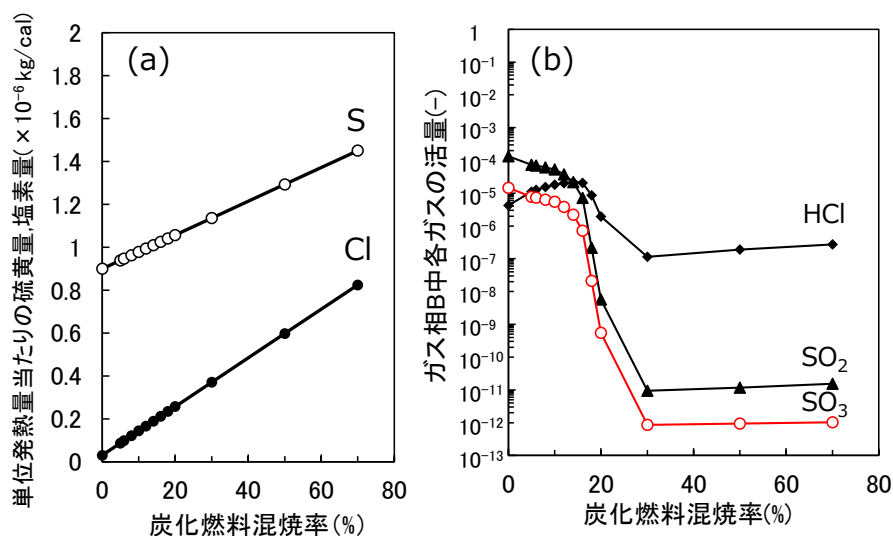 (a)
単位発熱量当たりの硫黄量,塩素量(×10⁻⁶kg/cal)
2
1.8
1.6
1.4
1.2
1
0.8
0.6
0.4
0.2
0
S
Cl
0 20 40 60 80
炭化燃料混焼率(%)
(b)
ガス相B中各ガスの活量(-)
1
10⁻¹
10⁻²
10⁻³
10⁻⁴
10⁻⁵
10⁻⁶
10⁻⁷
10⁻⁸
10⁻⁹
10⁻¹⁰
10⁻¹¹
10⁻¹²
10⁻¹³
HCl
SO₂
SO₃
0 20 40 60 80
炭化燃料混焼率(%)